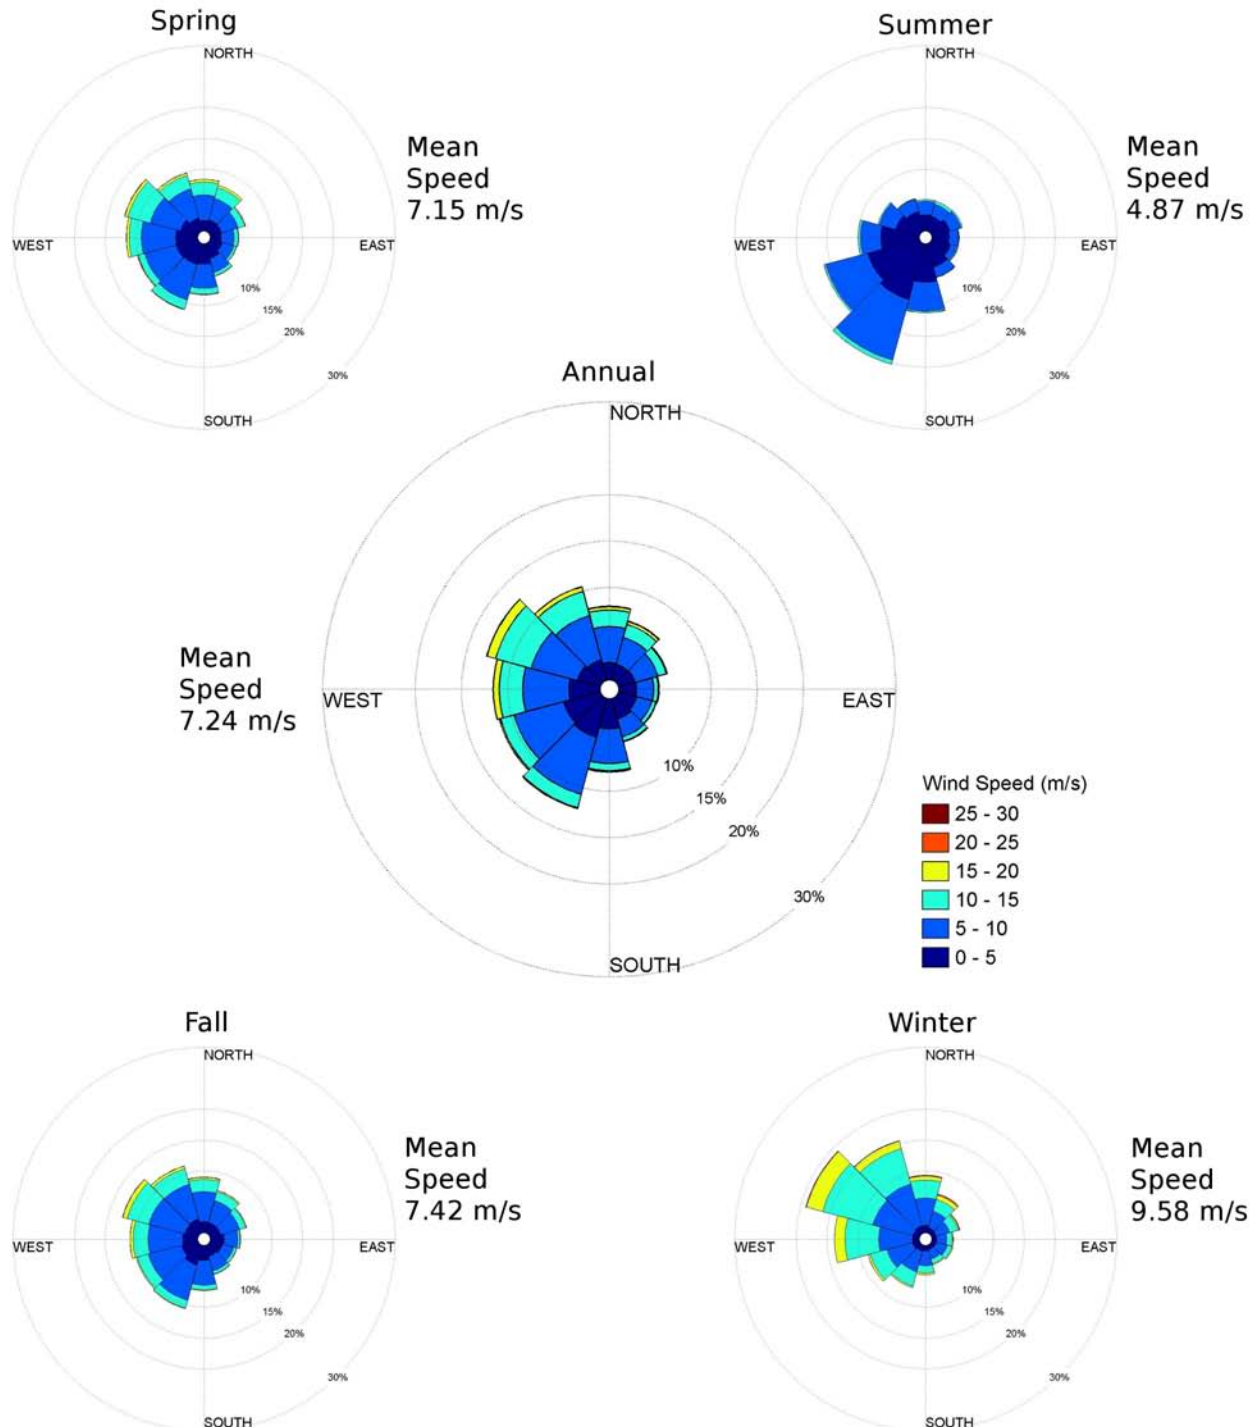 Spring
NORTH
WEST
EAST
SOUTH
10%
15%
20%
30%
Mean
Speed
7.15 m/s
Summer
NORTH
WEST
EAST
SOUTH
10%
15%
20%
30%
Mean
Speed
4.87 m/s
Annual
NORTH
WEST
EAST
SOUTH
10%
15%
20%
30%
Mean
Speed
7.24 m/s
Wind Speed (m/s)
25 - 30
20 - 25
15 - 20
10 - 15
5 - 10
0 - 5
Fall
NORTH
WEST
EAST
SOUTH
10%
15%
20%
30%
Mean
Speed
7.42 m/s
Winter
NORTH
WEST
EAST
SOUTH
10%
15%
20%
30%
Mean
Speed
9.58 m/s